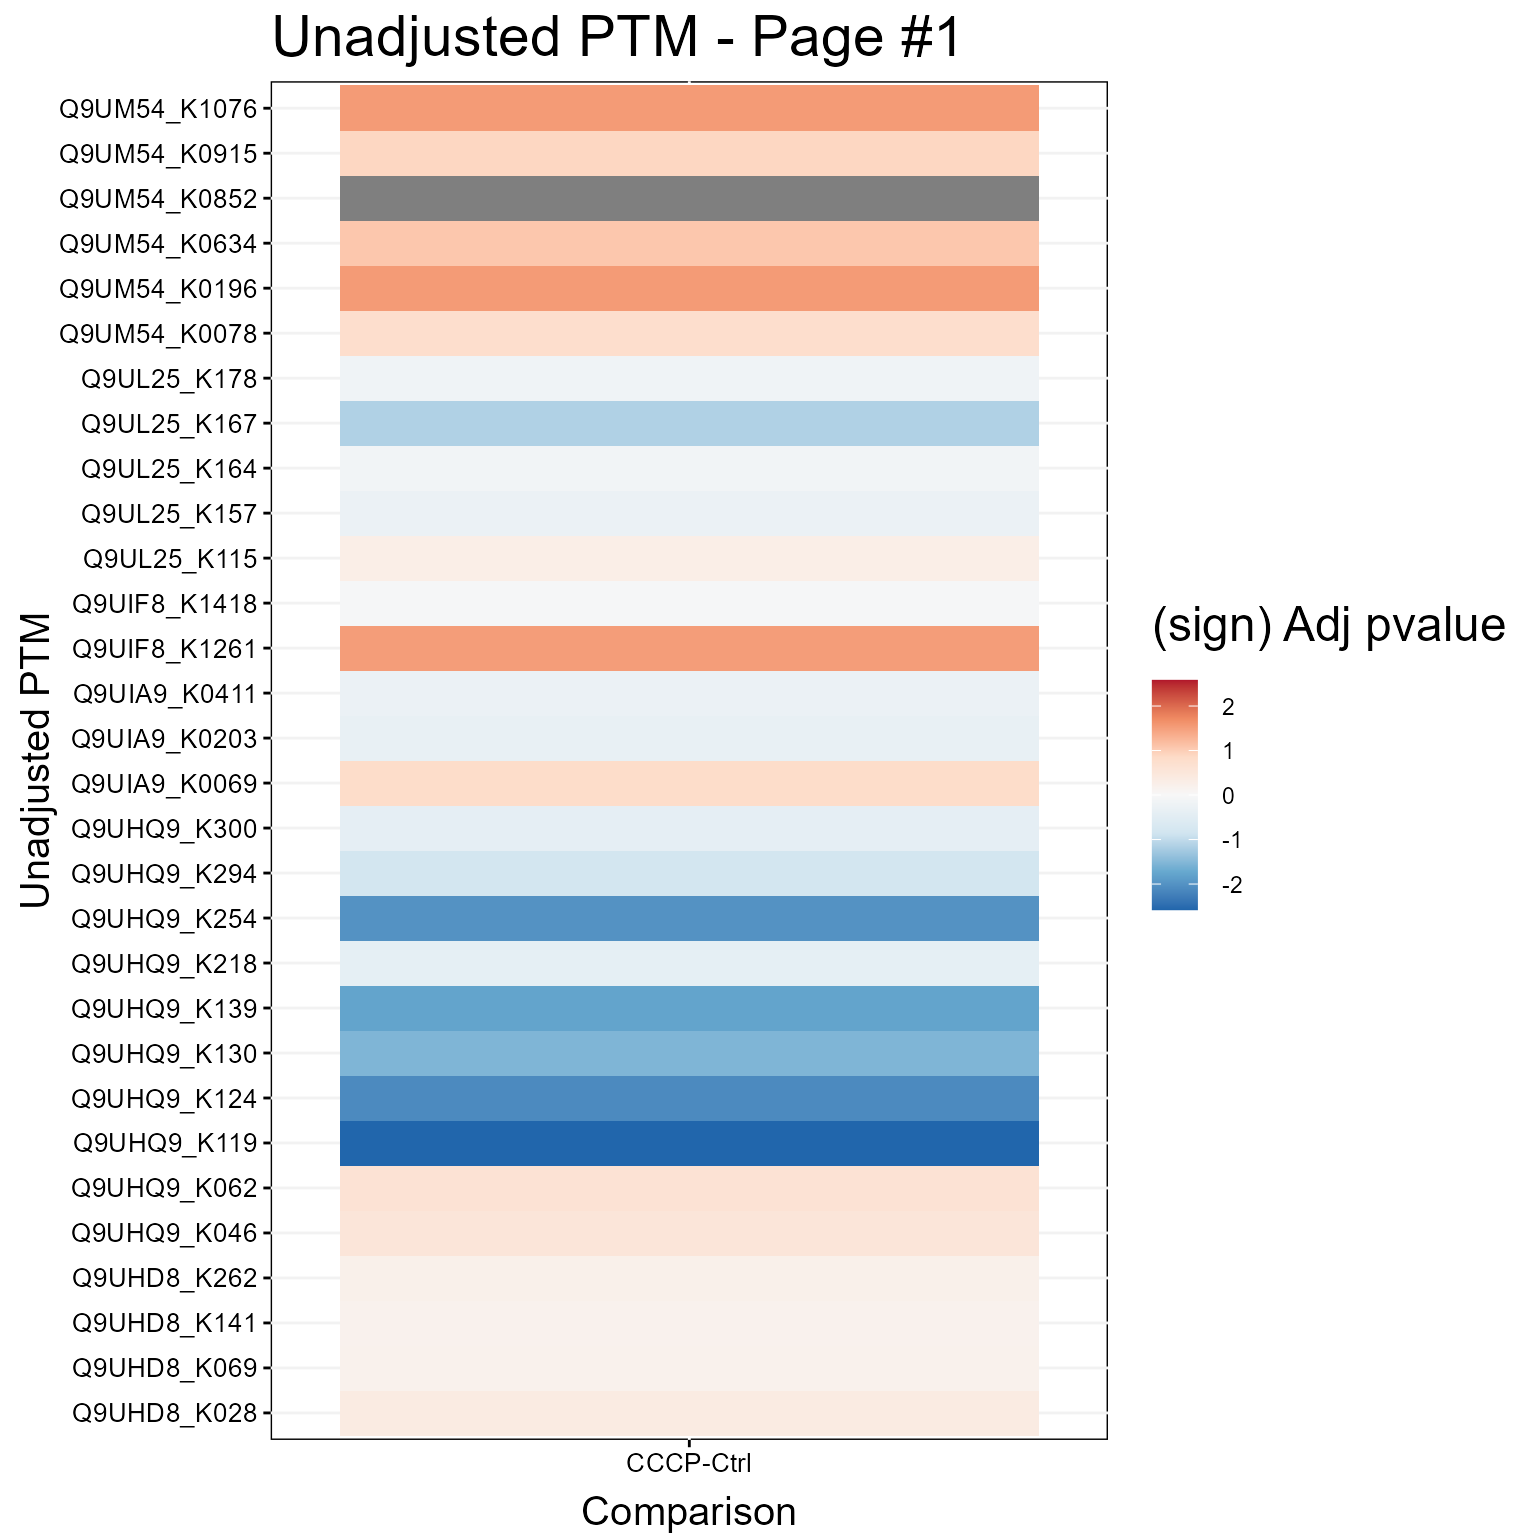 Unadjusted PTM - Page #1
Unadjusted PTM
Q9UM54_K1076
Q9UM54_K0915
Q9UM54_K0852
Q9UM54_K0634
Q9UM54_K0196
Q9UM54_K0078
Q9UL25_K178
Q9UL25_K167
Q9UL25_K164
Q9UL25_K157
Q9UL25_K115
Q9UIF8_K1418
Q9UIF8_K1261
Q9UIA9_K0411
Q9UIA9_K0203
Q9UIA9_K0069
Q9UHQ9_K300
Q9UHQ9_K294
Q9UHQ9_K254
Q9UHQ9_K218
Q9UHQ9_K139
Q9UHQ9_K130
Q9UHQ9_K124
Q9UHQ9_K119
Q9UHQ9_K062
Q9UHQ9_K046
Q9UHD8_K262
Q9UHD8_K141
Q9UHD8_K069
Q9UHD8_K028
CCCP-Ctrl
Comparison
(sign) Adj pvalue
2
1
0
-1
-2